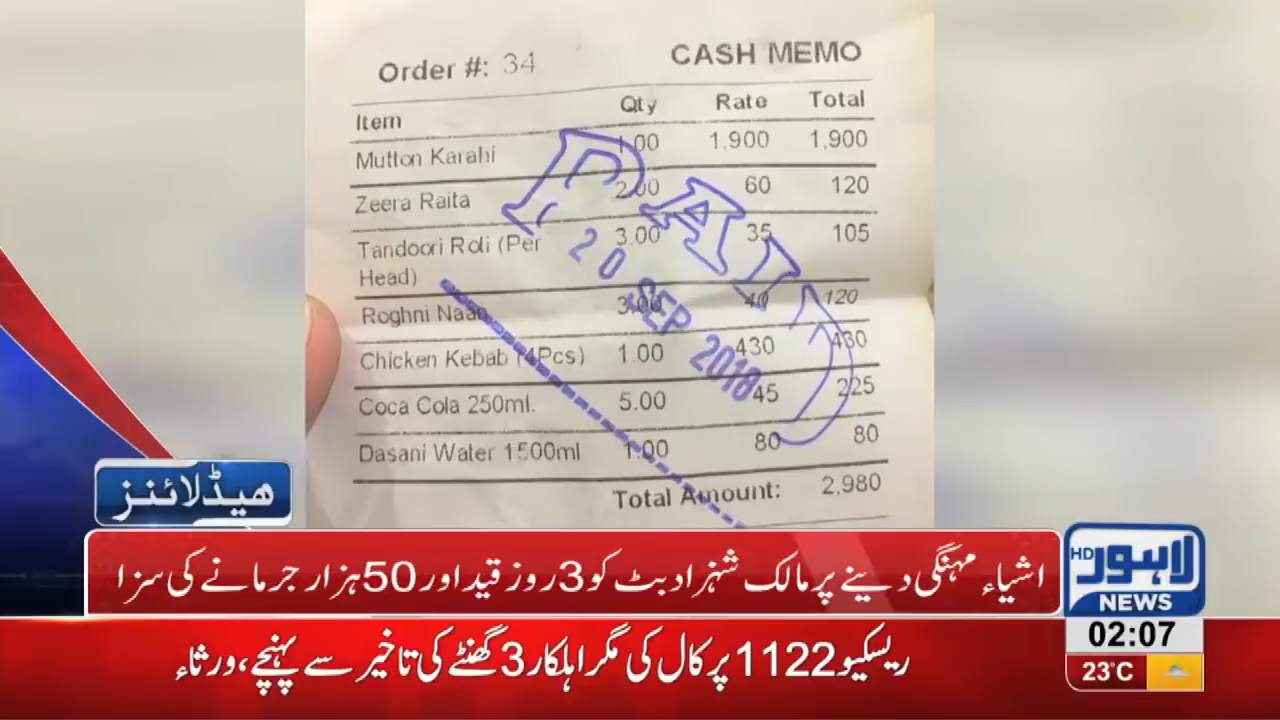 Order #: 34 CASH MEMO
Item Qty Rate Total
Mutton Karahi 1.00 1,900 1,900
Zeera Raita 2.00 60 120
Tandoori Roli (Per Head) 3.00 35 105
Roghni Naan 3.00 40 120
Chicken Kebab (4Pcs) 1.00 430 430
Coca Cola 250ml. 5.00 45 225
Dasani Water 1500ml 1.00 80 80
Total Amount: 2,980
PAID
20 SEP 2018
ھیڈلائنز
اشیاء مہنگی دینے پر مالک شہزاد بٹ کو 3 روز قید اور 50 ہزار جرمانے کی سزا
ریسکیو 1122 پر کال کی مگر اہلکار 3 گھنٹے کی تاخیر سے پہنچے، ورثاء
لاہور HD
NEWS
02:07
23°C